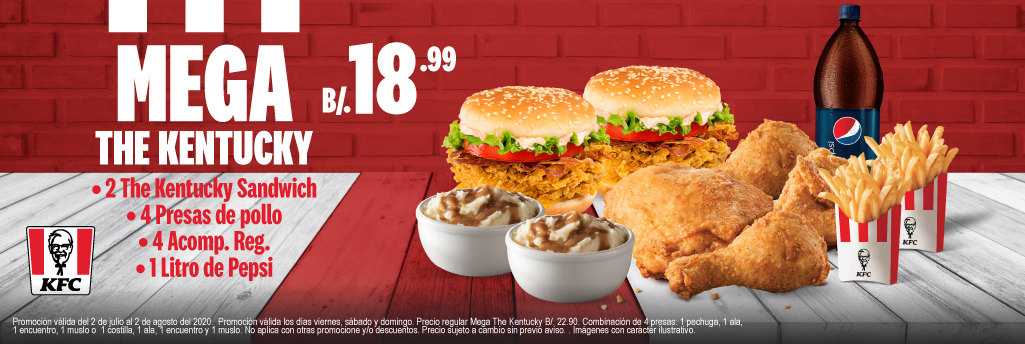 MEGA
THE KENTUCKY
B/.18.99
• 2 The Kentucky Sandwich
• 4 Presas de pollo
• 4 Acomp. Reg.
• 1 Litro de Pepsi
KFC
KFC
KFC
Promoción válida del 2 de julio al 2 de agosto del 2020. Promoción válida los días viernes, sábado y domingo. Precio regular Mega The Kentucky B/. 22.90. Combinación de 4 presas: 1 pechuga, 1 ala,
1 encuentro, 1 muslo o 1 costilla, 1 ala, 1 encuentro y 1 muslo. No aplica con otras promocione y/o descuentos. Precio sujeto a cambio sin previo aviso. . Imágenes con carácter ilustrativo.